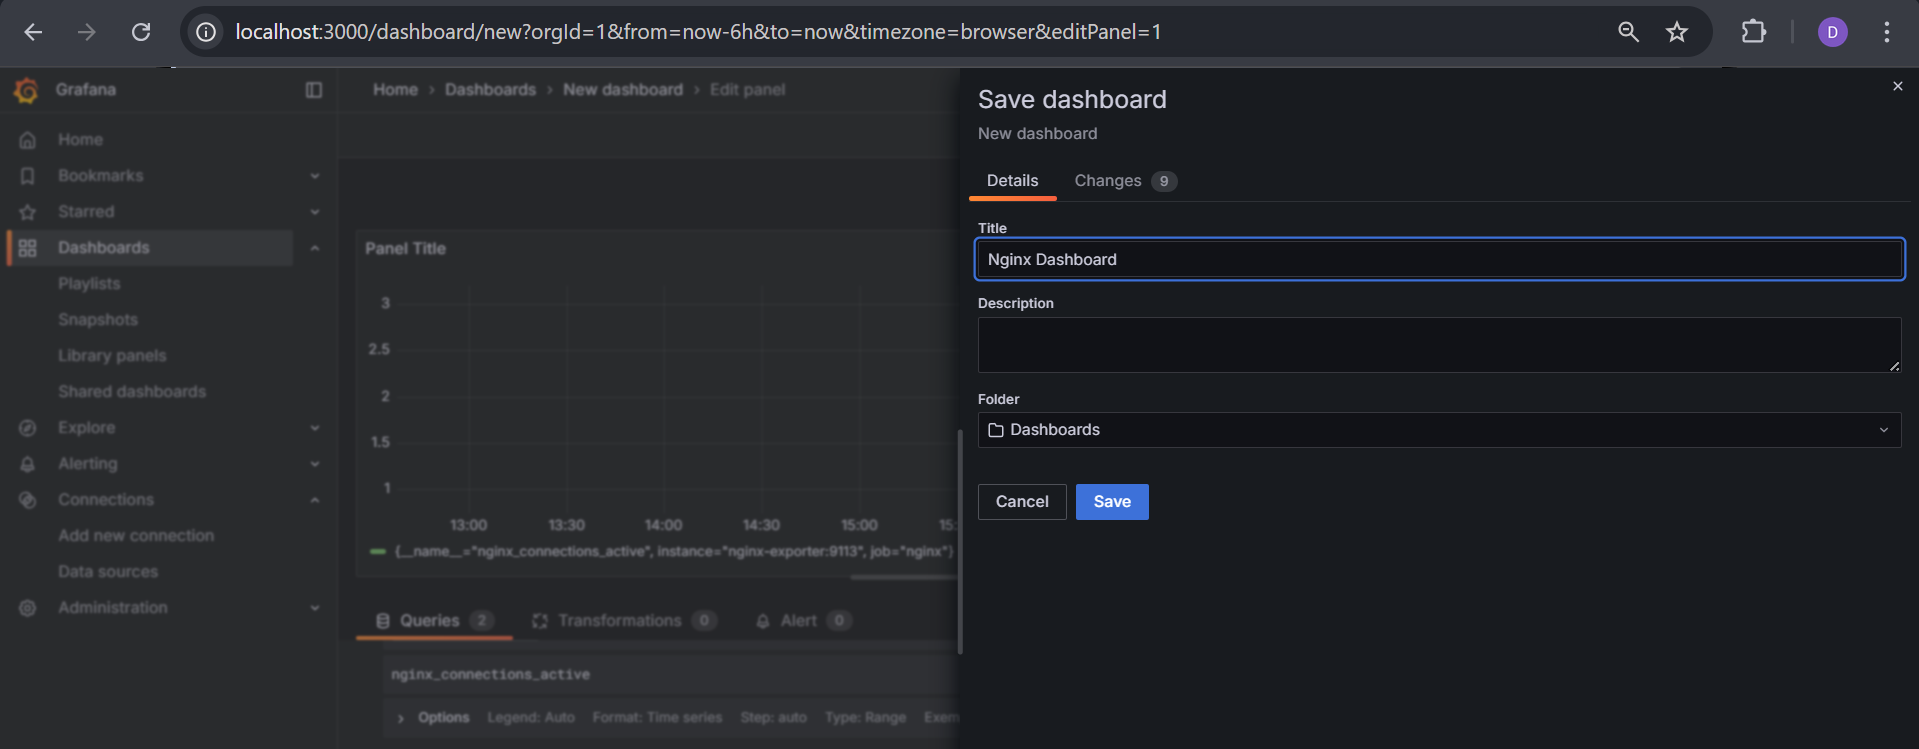 localhost:3000/dashboard/new?orgId=1&from=now-6h&to=now&timezone=browser&editPanel=1
D
Grafana
Home › Dashboards › New dashboard › Edit panel
Home
Bookmarks
Starred
Dashboards
Playlists
Snapshots
Library panels
Shared dashboards
Explore
Alerting
Connections
Add new connection
Data sources
Administration
Panel Title
3
2.5
2
1.5
1
13:00 13:30 14:00 14:30 15:00 15:
{__name__="nginx_connections_active", instance="nginx-exporter:9113", job="nginx"}
Queries 2 Transformations 0 Alert 0
nginx_connections_active
Options Legend: Auto Format: Time series Step: auto Type: Range Exem
Save dashboard
New dashboard
Details Changes 9
Title
Nginx Dashboard
Description
Folder
Dashboards
Cancel Save